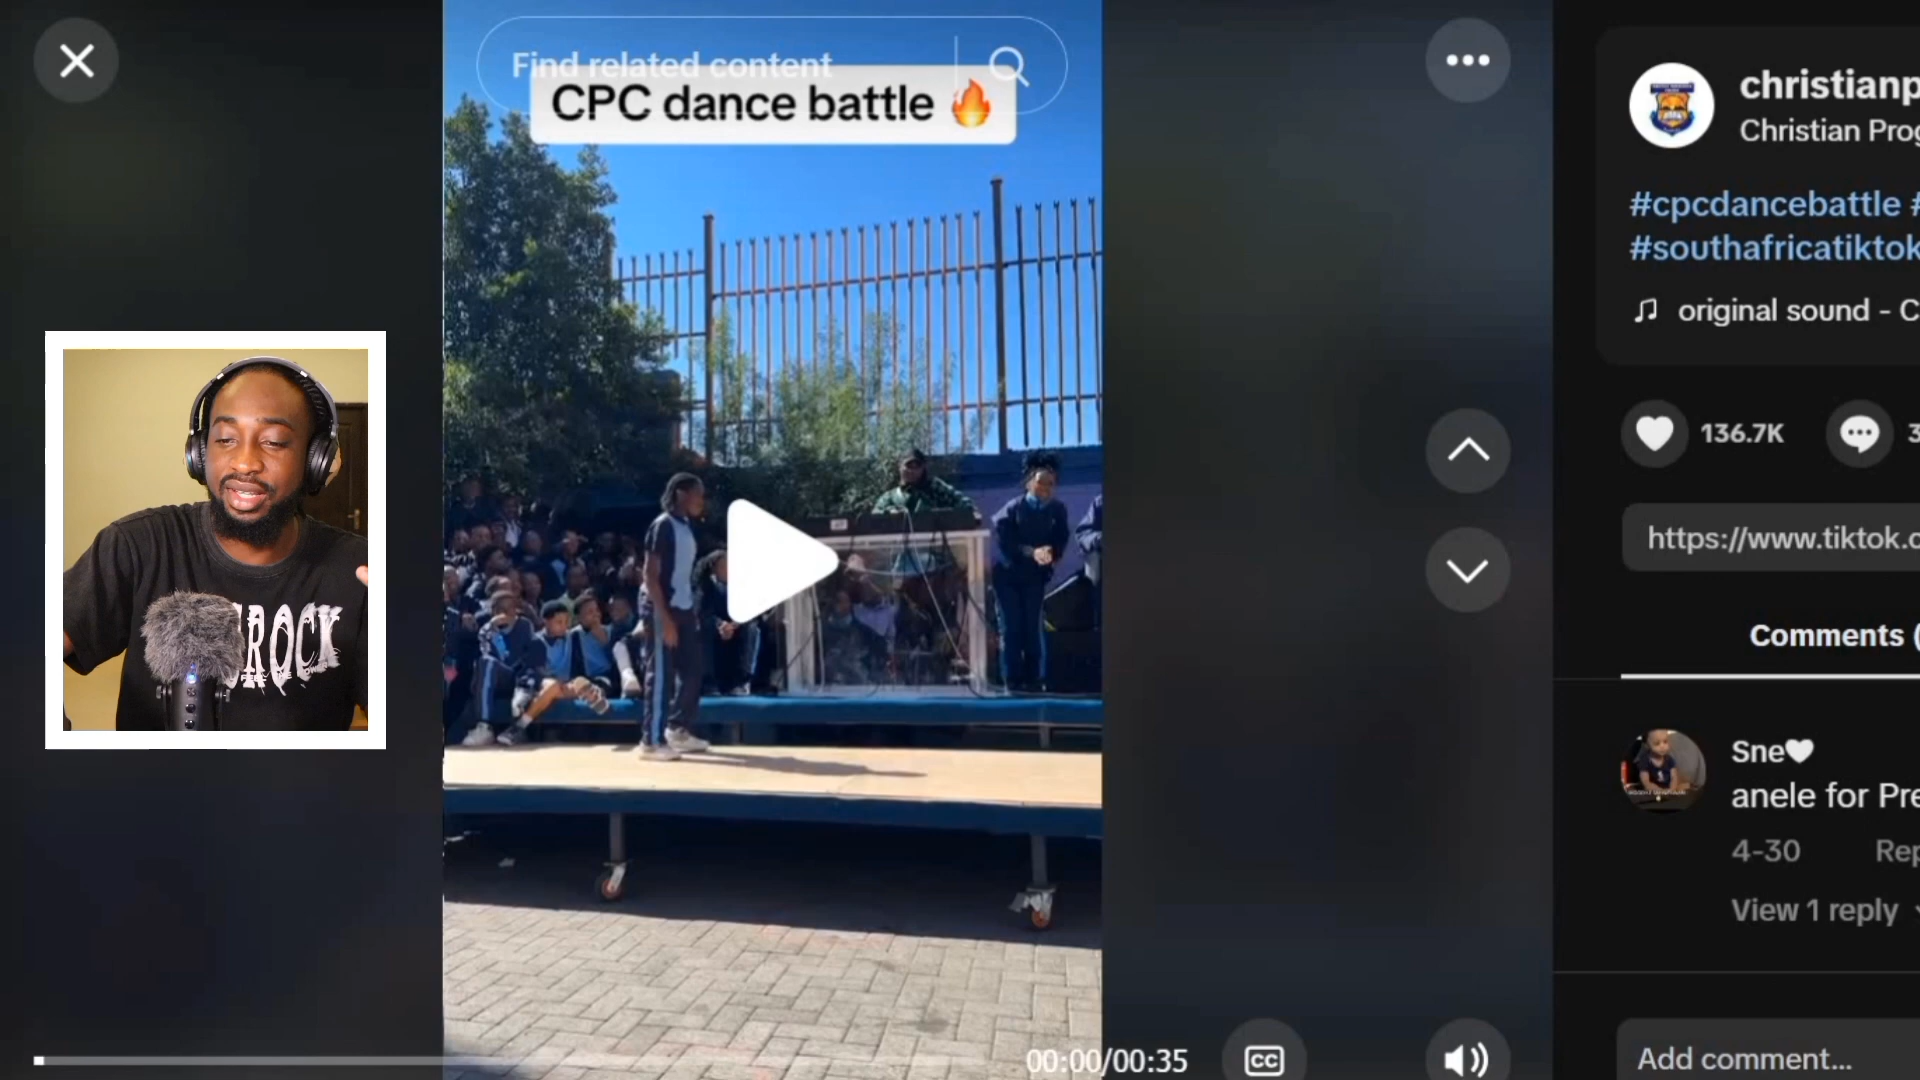 Find related content
CPC dance battle 🔥
christianp
Christian Prog
#cpcdancebattle #
#southafricatiktok
original sound - C
136.7K
3
https://www.tiktok.c
Comments (
Sne🤍
anele for Pre
4-30 Rep
View 1 reply
ROCK
00:00/00:35
CC
Add comment...